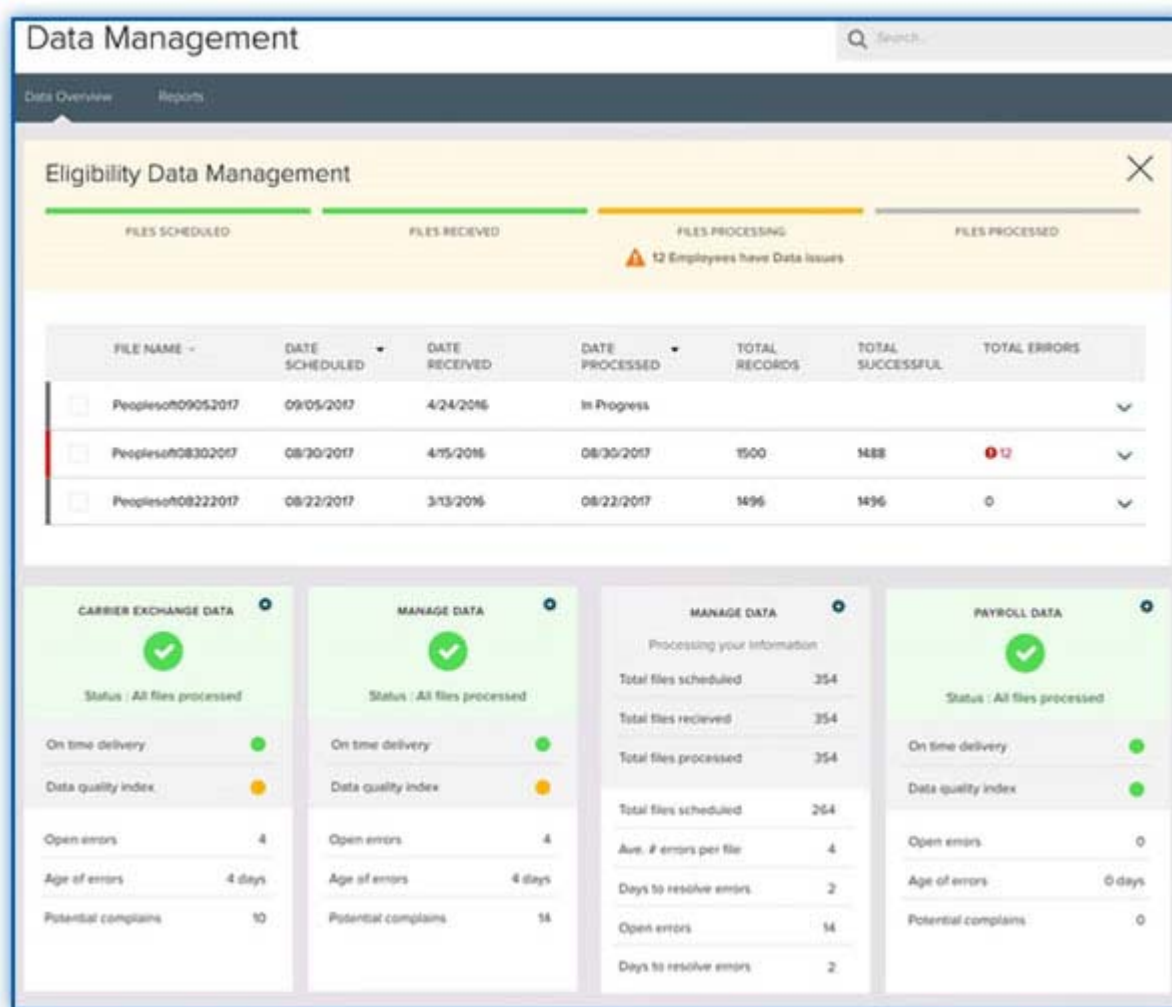 Data Management
Search...
Data Overview Reports
Eligibility Data Management
FILES SCHEDULED FILES RECIEVED FILES PROCESSING FILES PROCESSED
12 Employees have Data issues
FILE NAME DATE SCHEDULED DATE RECEIVED DATE PROCESSED TOTAL RECORDS TOTAL SUCCESSFUL TOTAL ERRORS
Peoplesoft09052017 09/05/2017 4/24/2016 In Progress
Peoplesoft08302017 08/30/2017 4/15/2016 08/30/2017 1500 1488 12
Peoplesoft08222017 08/22/2017 3/13/2016 08/22/2017 1496 1496 0
CARRIER EXCHANGE DATA
Status : All files processed
On time delivery
Data quality index
Open errors 4
Age of errors 4 days
Potential complains 10
MANAGE DATA
Status : All files processed
On time delivery
Data quality index
Open errors 4
Age of errors 4 days
Potential complains 14
MANAGE DATA
Processing your information
Total files scheduled 354
Total files recieved 354
Total files processed 354
Total files scheduled 264
Ave. # errors per file 4
Days to resolve errors 2
Open errors 14
Days to resolve errors 2
PAYROLL DATA
Status : All files processed
On time delivery
Data quality index
Open errors 0
Age of errors 0 days
Potential complains 0